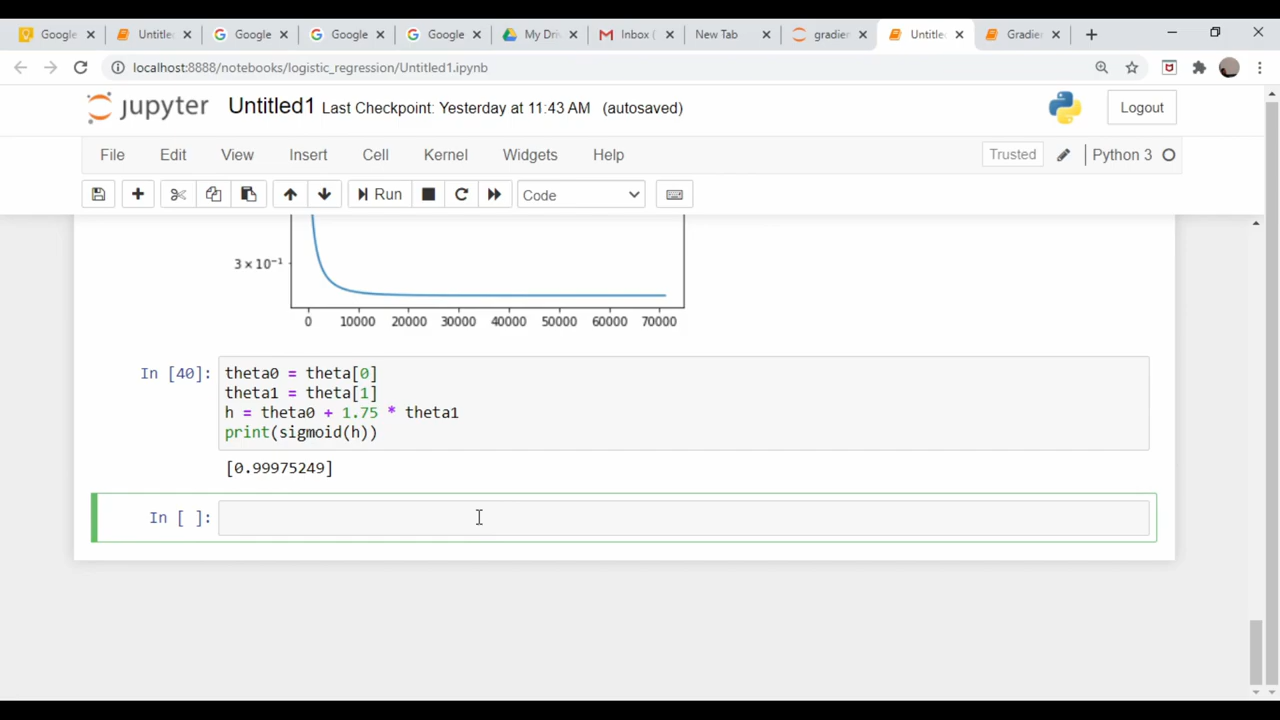 Google
Untitle
Google
Google
Google
My Driv
Inbox (
New Tab
gradien
Untitle
Gradien
localhost:8888/notebooks/logistic_regression/Untitled1.ipynb
jupyter Untitled1 Last Checkpoint: Yesterday at 11:43 AM (autosaved)
Logout
File Edit View Insert Cell Kernel Widgets Help
Trusted
Python 3
Run
Code
3 × 10⁻¹
0 10000 20000 30000 40000 50000 60000 70000
In [40]:
theta0 = theta[0]
theta1 = theta[1]
h = theta0 + 1.75 * theta1
print(sigmoid(h))
[0.99975249]
In [ ]: